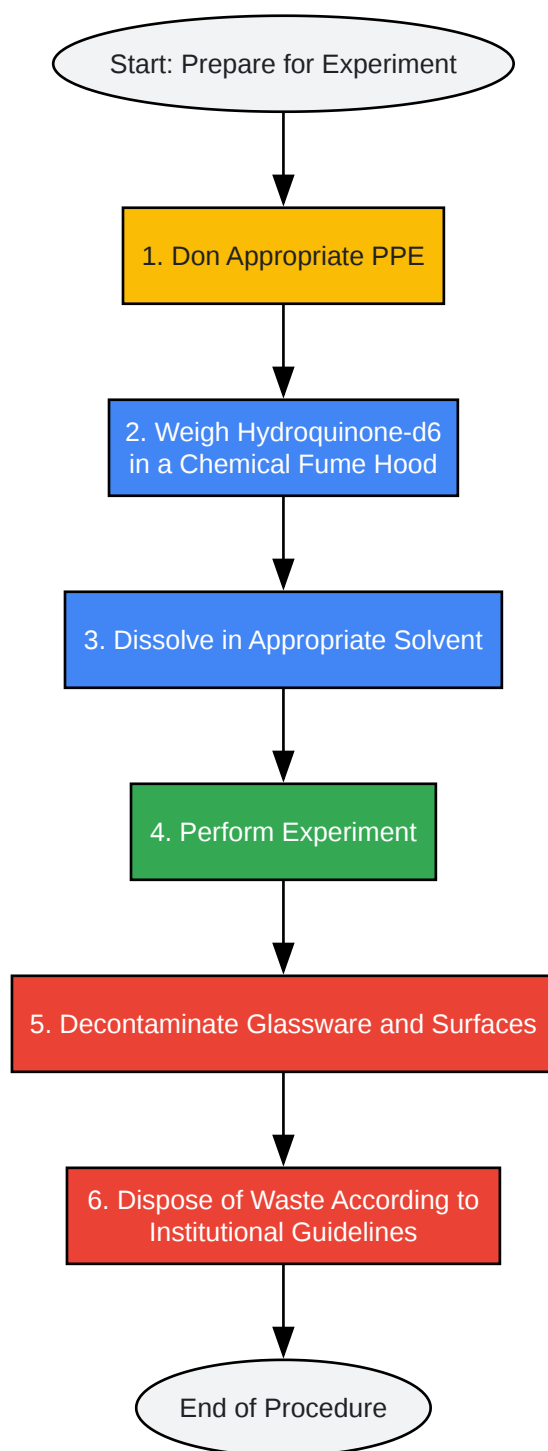 Start: Prepare for Experiment
1. Don Appropriate PPE
2. Weigh Hydroquinone-d6
in a Chemical Fume Hood
3. Dissolve in Appropriate Solvent
4. Perform Experiment
5. Decontaminate Glassware and Surfaces
6. Dispose of Waste According to
Institutional Guidelines
End of Procedure